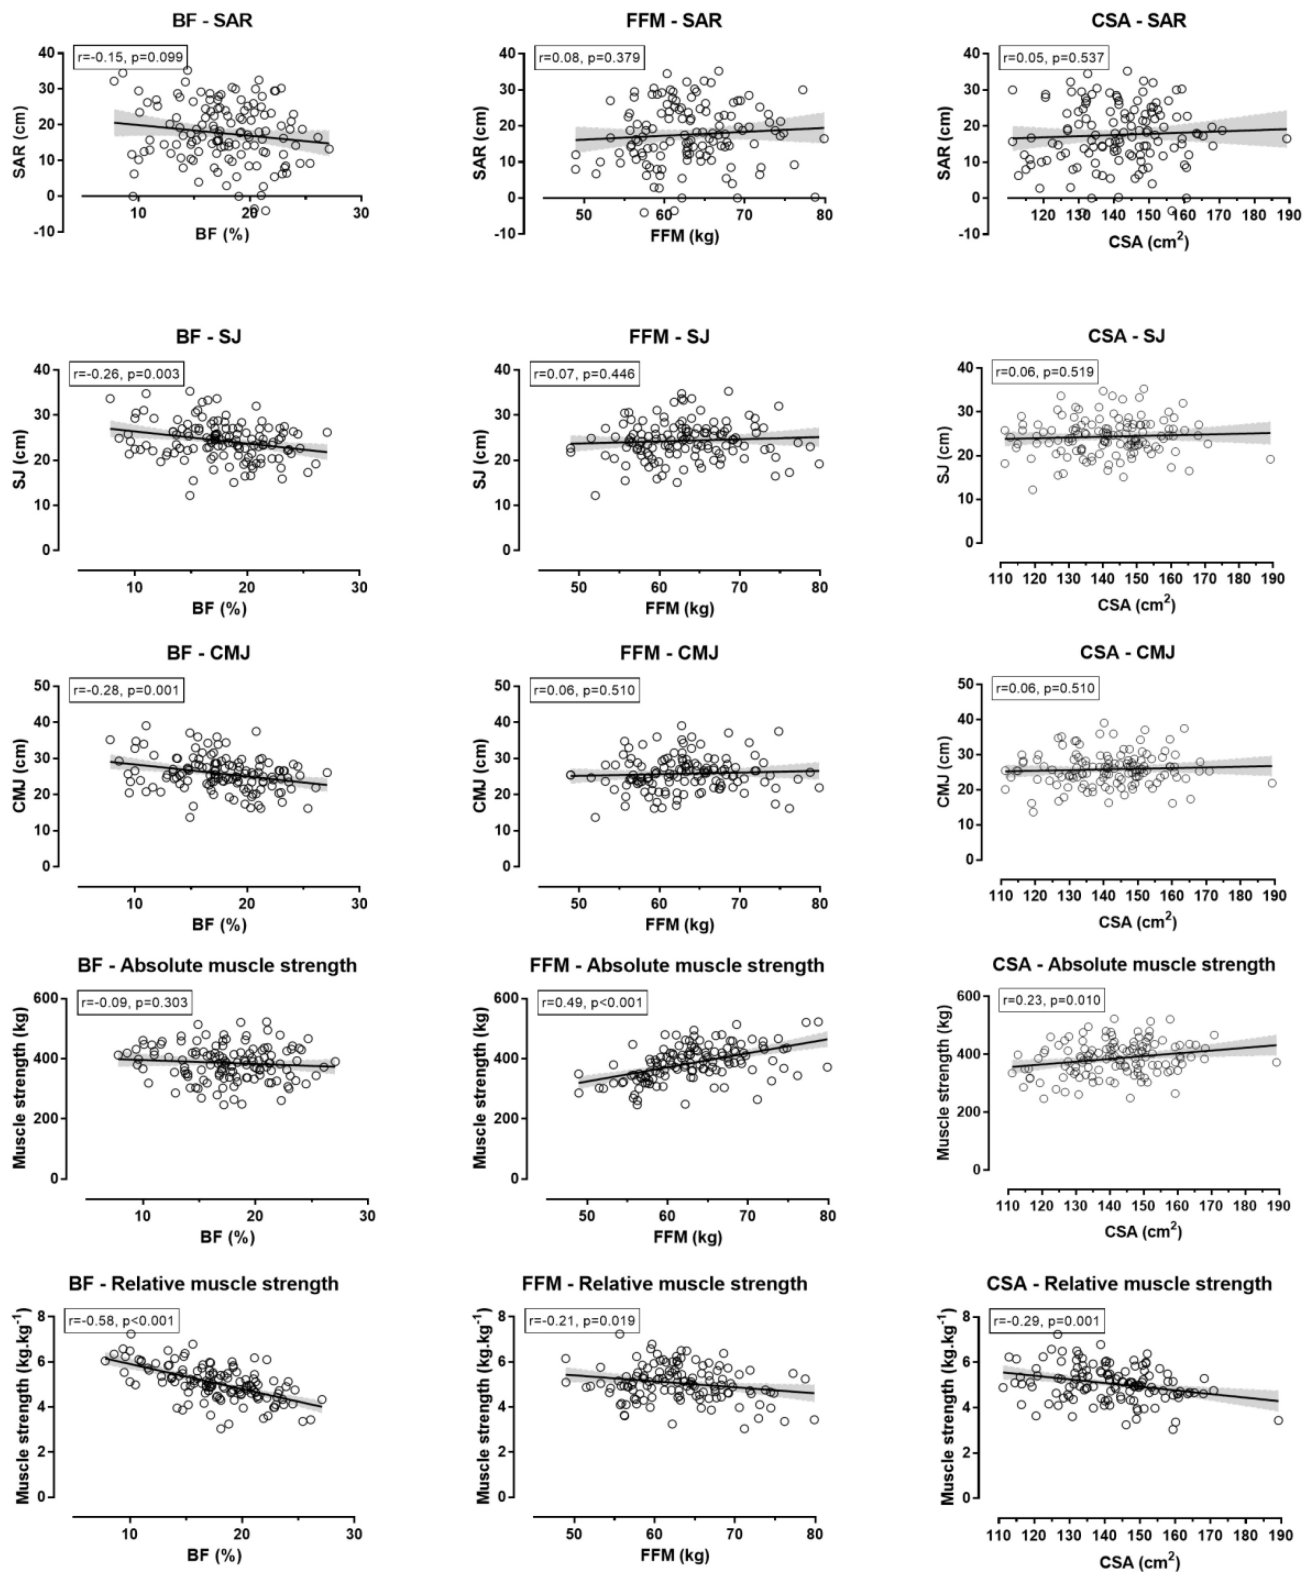 BF - SAR
FFM - SAR
CSA - SAR
r=-0.15, p=0.099
r=0.08, p=0.379
r=0.05, p=0.537
SAR (cm)
40
30
20
10
0
-10
10
20
30
BF (%)
SAR (cm)
40
30
20
10
0
-10
50
60
70
80
FFM (kg)
SAR (cm)
40
30
20
10
0
-10
120
130
140
150
160
170
180
190
CSA (cm2)
BF - SJ
FFM - SJ
CSA - SJ
r=-0.26, p=0.003
r=0.07, p=0.446
r=0.06, p=0.519
SJ (cm)
40
30
20
10
0
10
20
30
BF (%)
SJ (cm)
40
30
20
10
0
50
60
70
80
FFM (kg)
SJ (cm)
40
30
20
10
0
110
120
130
140
150
160
170
180
190
CSA (cm2)
BF - CMJ
FFM - CMJ
CSA - CMJ
r=-0.28, p=0.001
r=0.06, p=0.510
r=0.06, p=0.510
CMJ (cm)
50
40
30
20
10
0
10
20
30
BF (%)
CMJ (cm)
50
40
30
20
10
0
50
60
70
80
FFM (kg)
CMJ (cm)
50
40
30
20
10
0
110
120
130
140
150
160
170
180
190
CSA (cm2)
BF - Absolute muscle strength
FFM - Absolute muscle strength
CSA - Absolute muscle strength
r=-0.09, p=0.303
r=0.49, p<0.001
r=0.23, p=0.010
Muscle strength (kg)
600
400
200
0
10
20
30
BF (%)
Muscle strength (kg)
600
400
200
0
50
60
70
80
FFM (kg)
Muscle strength (kg)
600
400
200
0
110
120
130
140
150
160
170
180
190
CSA (cm2)
BF - Relative muscle strength
FFM - Relative muscle strength
CSA - Relative muscle strength
r=-0.58, p<0.001
r=-0.21, p=0.019
r=-0.29, p=0.001
Muscle strength (kg.kg-1)
8
6
4
2
0
10
20
30
BF (%)
Muscle strength (kg.kg-1)
8
6
4
2
0
50
60
70
80
FFM (kg)
Muscle strength (kg.kg-1)
8
6
4
2
0
110
120
130
140
150
160
170
180
190
CSA (cm2)